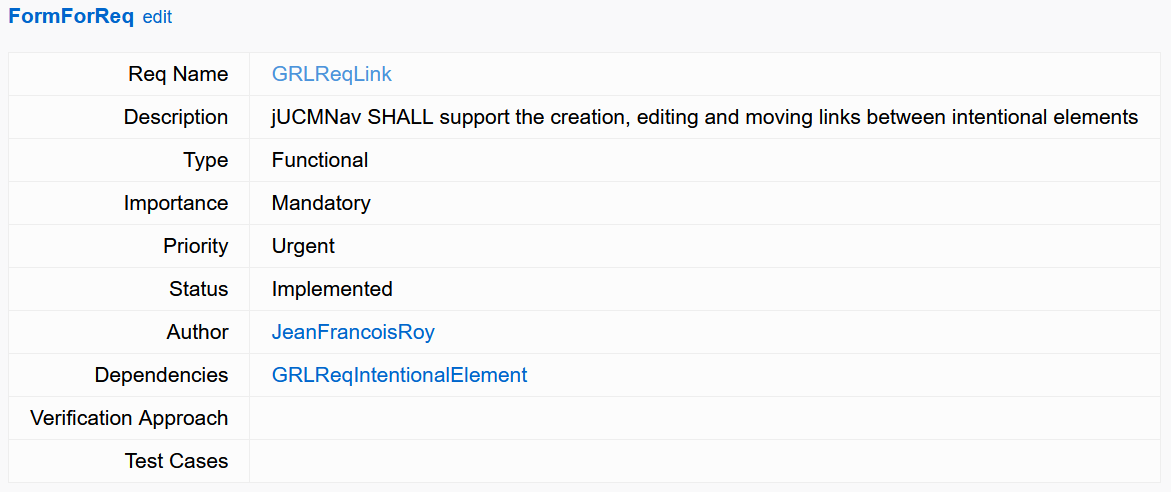 FormForReq edit
Req Name GRLReqLink
Description jUCMNav SHALL support the creation, editing and moving links between intentional elements
Type Functional
Importance Mandatory
Priority Urgent
Status Implemented
Author JeanFrancoisRoy
Dependencies GRLReqIntentionalElement
Verification Approach
Test Cases